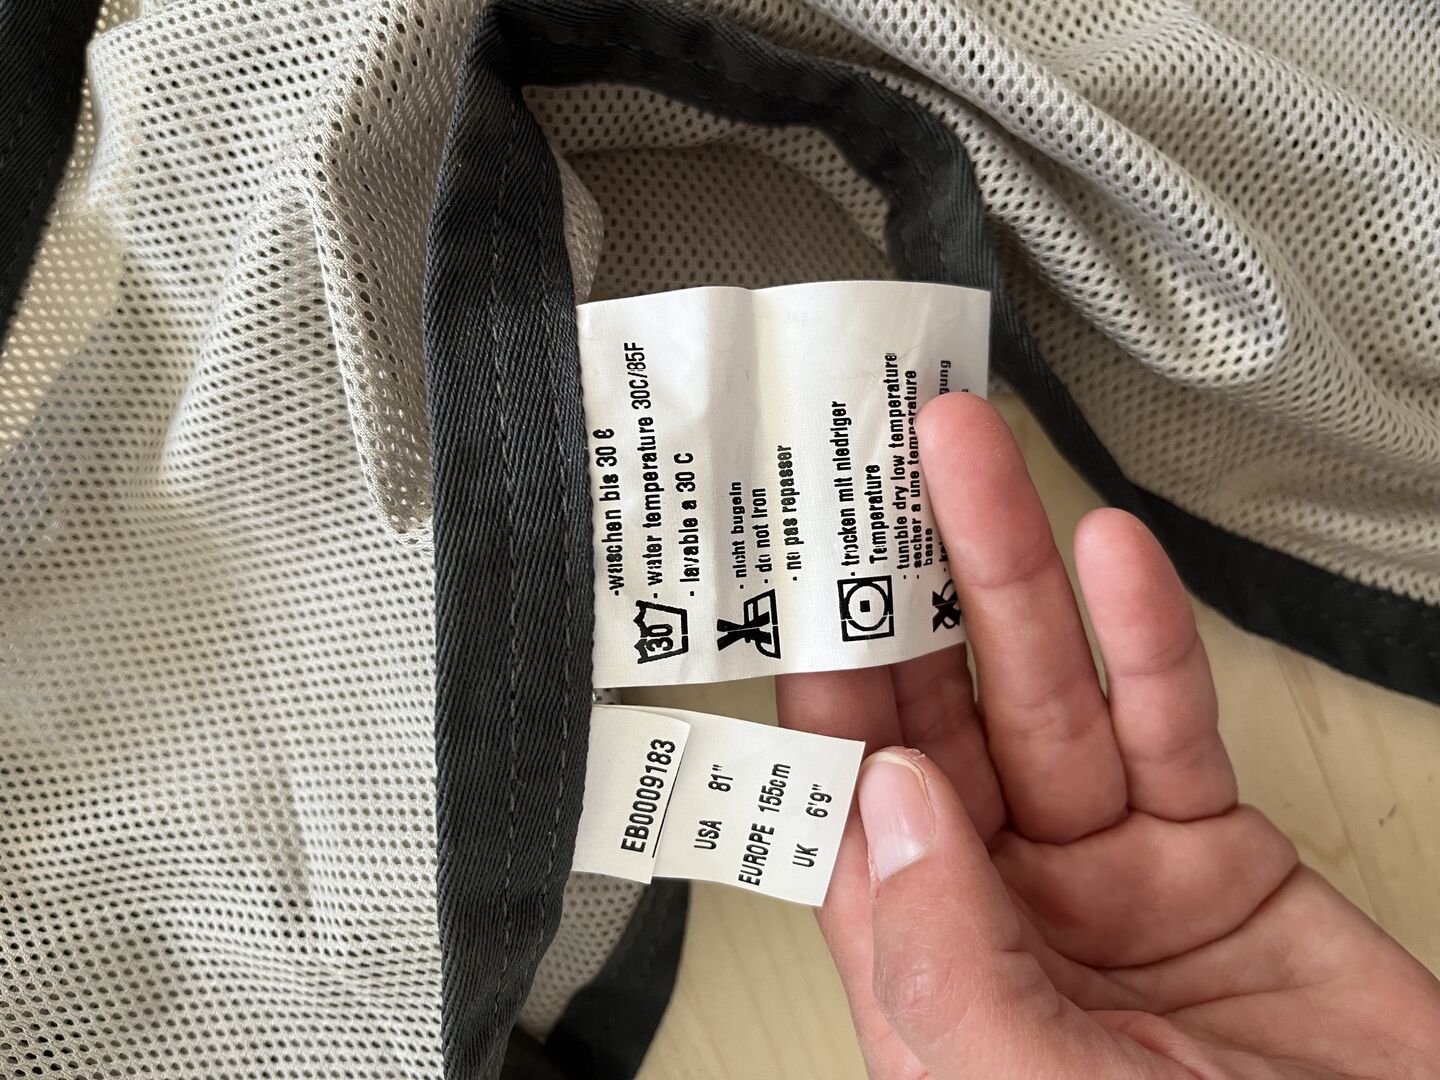 -waschen bis 30
- water temperature 30C/85F
- lavable a 30 C
30
- nicht bugeln
- do not iron
- ne pas repasser
- trocken mit niedriger
Temperature
- tumble dry low temperature
- secher a une temperature
basse
EB0009183
USA 81"
EUROPE 155cm
UK 6'9"